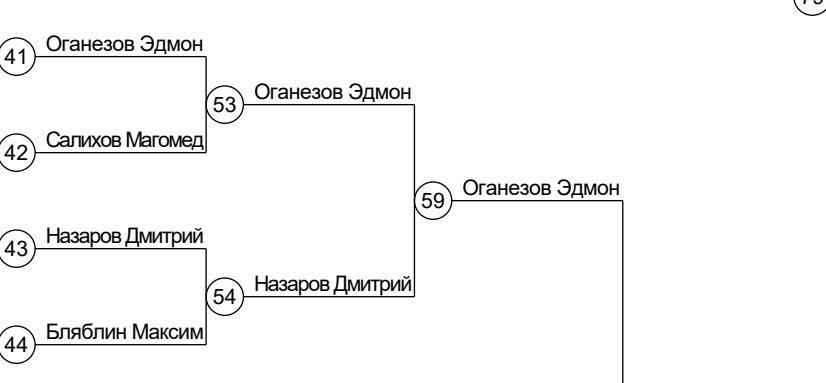 41 Оганезов Эдмон
53 Оганезов Эдмон
42 Салихов Магомед
59 Оганезов Эдмон
43 Назаров Дмитрий
54 Назаров Дмитрий
44 Бляблин Максим